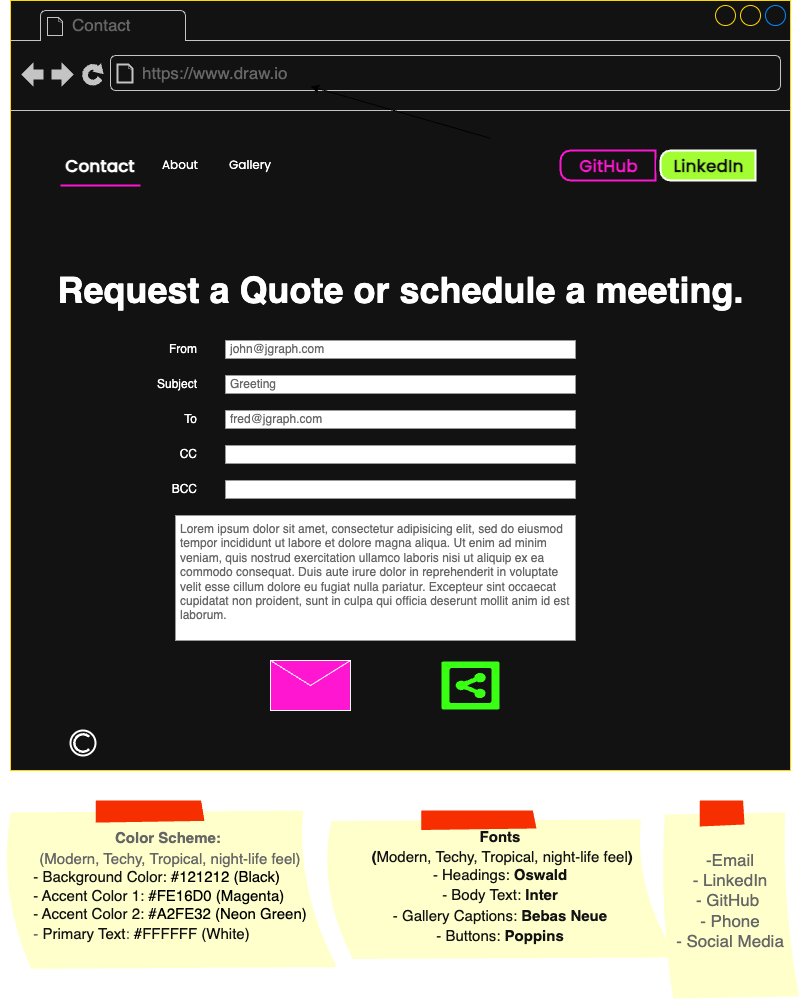 Contact
https://www.draw.io
Contact About Gallery GitHub LinkedIn
Request a Quote or schedule a meeting.
From john@jgraph.com
Subject Greeting
To fred@jgraph.com
CC
BCC
Lorem ipsum dolor sit amet, consectetur adipisicing elit, sed do eiusmod
tempor incididunt ut labore et dolore magna aliqua. Ut enim ad minim
veniam, quis nostrud exercitation ullamco laboris nisi ut aliquip ex ea
commodo consequat. Duis aute irure dolor in reprehenderit in voluptate
velit esse cillum dolore eu fugiat nulla pariatur. Excepteur sint occaecat
cupidatat non proident, sunt in culpa qui officia deserunt mollit anim id est
laborum.
©
Color Scheme:
(Modern, Techy, Tropical, night-life feel)
- Background Color: #121212 (Black)
- Accent Color 1: #FE16D0 (Magenta)
- Accent Color 2: #A2FE32 (Neon Green)
- Primary Text: #FFFFFF (White)
Fonts
(Modern, Techy, Tropical, night-life feel)
- Headings: Oswald
- Body Text: Inter
- Gallery Captions: Bebas Neue
- Buttons: Poppins
-Email
- LinkedIn
- GitHub
- Phone
- Social Media